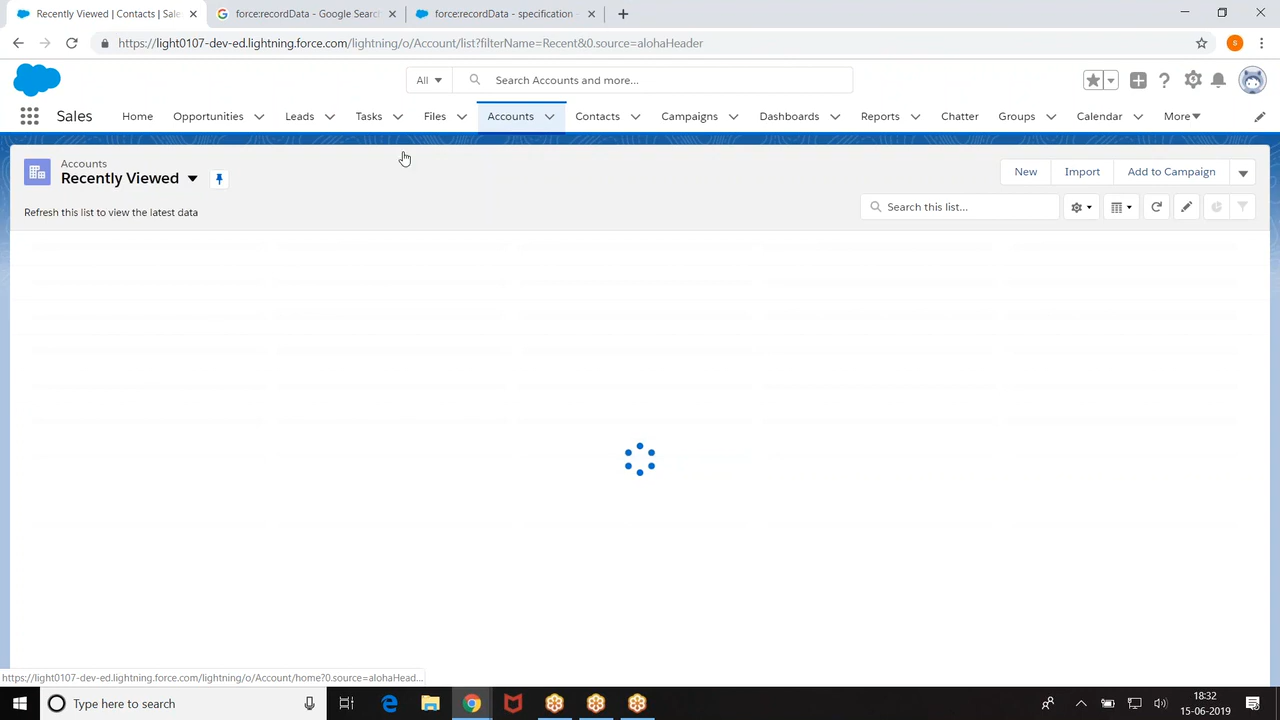 Recently Viewed | Contacts | Sales
force:recordData - Google Search
force:recordData - specification -
https://light0107-dev-ed.lightning.force.com/lightning/o/Account/list?filterName=Recent&0.source=alohaHeader
S
All
Search Accounts and more...
Sales
Home
Opportunities
Leads
Tasks
Files
Accounts
Contacts
Campaigns
Dashboards
Reports
Chatter
Groups
Calendar
More
Accounts
Recently Viewed
New
Import
Add to Campaign
Refresh this list to view the latest data
Search this list...
https://light0107-dev-ed.lightning.force.com/lightning/o/Account/home?0.source=alohaHead...
Type here to search
18:32
15-06-2019